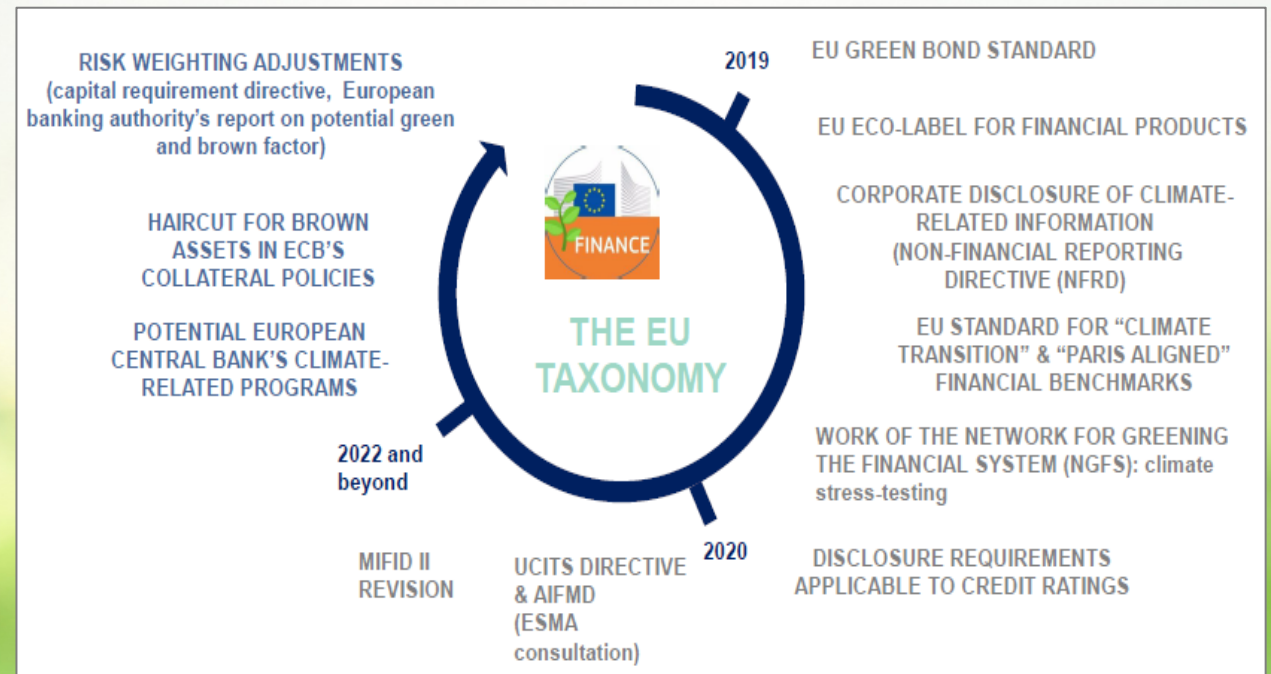 2019
EU GREEN BOND STANDARD
EU ECO-LABEL FOR FINANCIAL PRODUCTS
CORPORATE DISCLOSURE OF CLIMATE-
RELATED INFORMATION
(NON-FINANCIAL REPORTING
DIRECTIVE (NFRD)
EU STANDARD FOR “CLIMATE
TRANSITION” & “PARIS ALIGNED”
FINANCIAL BENCHMARKS
WORK OF THE NETWORK FOR GREENING
THE FINANCIAL SYSTEM (NGFS): climate
stress-testing
DISCLOSURE REQUIREMENTS
APPLICABLE TO CREDIT RATINGS
2020
UCITS DIRECTIVE
& AIFMD
(ESMA
consultation)
MIFID II
REVISION
2022 and
beyond
POTENTIAL EUROPEAN
CENTRAL BANK’S CLIMATE-
RELATED PROGRAMS
HAIRCUT FOR BROWN
ASSETS IN ECB’S
COLLATERAL POLICIES
RISK WEIGHTING ADJUSTMENTS
(capital requirement directive, European
banking authority’s report on potential green
and brown factor)
FINANCE
THE EU
TAXONOMY